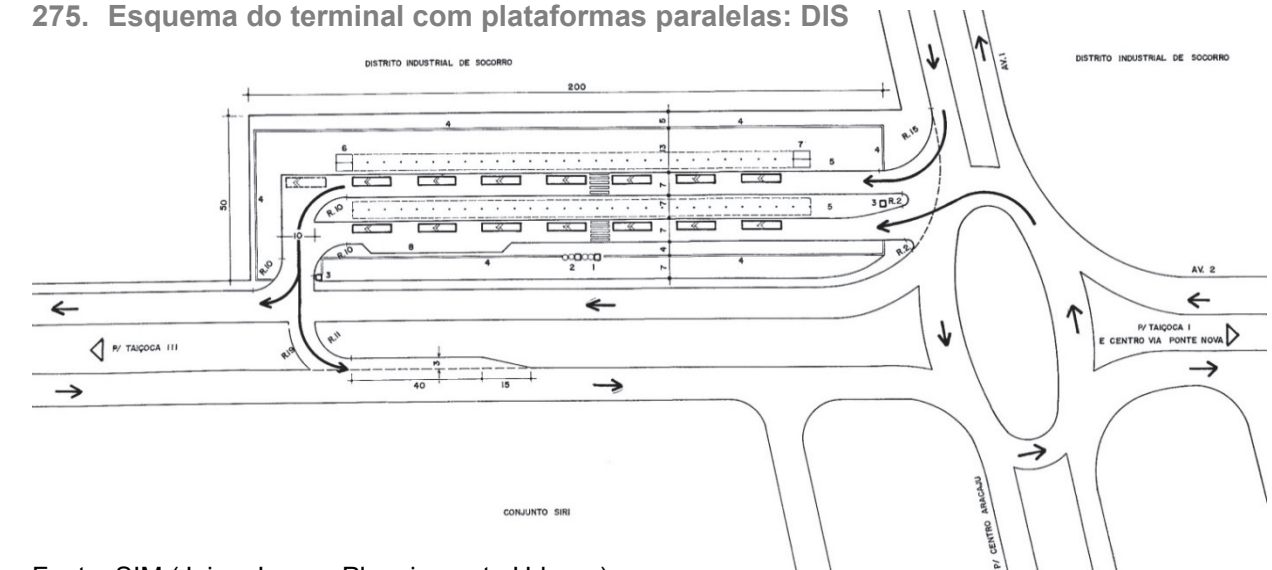 275. Esquema do terminal com plataformas paralelas: DIS
DISTRITO INDUSTRIAL DE SOCORRO
DISTRITO INDUSTRIAL DE SOCORRO
AV.1
200
4
5
4
R.15
6
13
7
4
5
7
50
4
R.10
7
5
3
R.2
10
7
R.10
8
4
R.2
R.10
3
4
2
1
7
4
AV. 2
P/ TAIÇOCA III
R.19
R.11
3
40
15
P/ TAIÇOCA I
E CENTRO VIA PONTE NOVA
CONJUNTO SIRI
P/ CENTRO ARACAJU